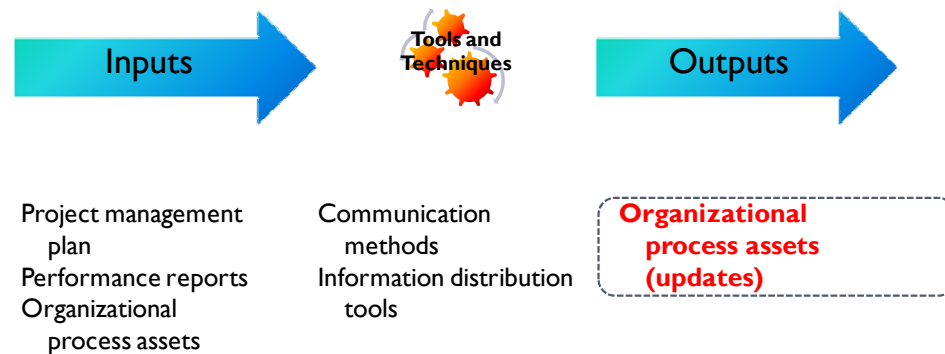 Inputs
Tools and
Techniques
Outputs
Project management
plan
Performance reports
Organizational
process assets
Communication
methods
Information distribution
tools
Organizational
process assets
(updates)